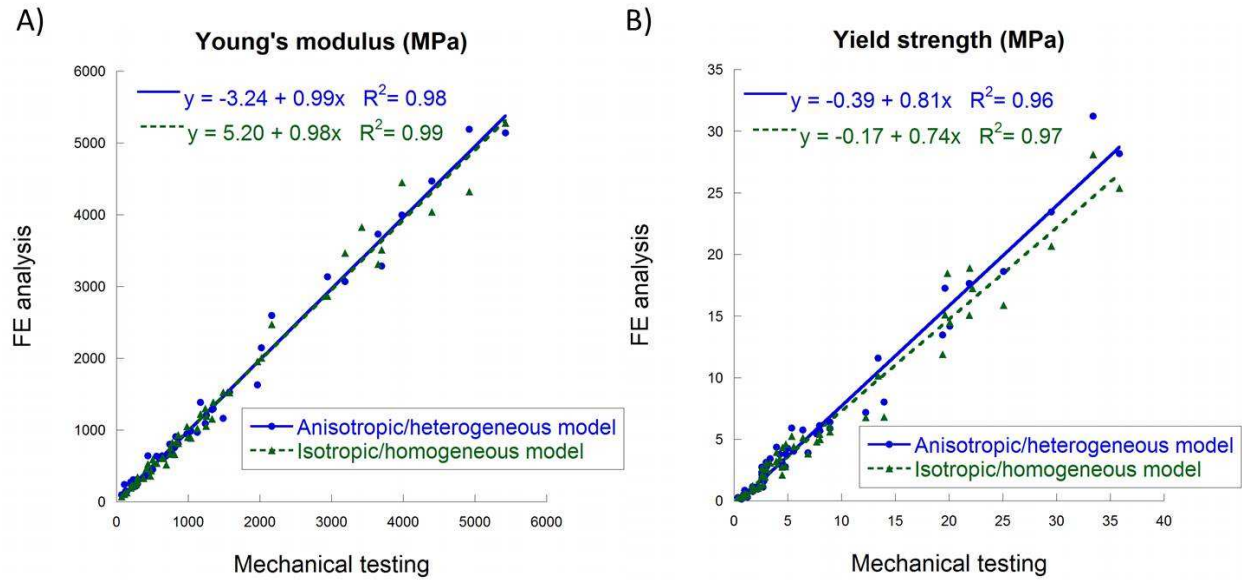 A)
Young's modulus (MPa)
6000
5000
4000
3000
2000
1000
0
y = -3.24 + 0.99x R²= 0.98
y = 5.20 + 0.98x R²= 0.99
FE analysis
Anisotropic/heterogeneous model
Isotropic/homogeneous model
0 1000 2000 3000 4000 5000 6000
Mechanical testing
B)
Yield strength (MPa)
35
30
25
20
15
10
5
0
y = -0.39 + 0.81x R²= 0.96
y = -0.17 + 0.74x R²= 0.97
FE analysis
Anisotropic/heterogeneous model
Isotropic/homogeneous model
0 5 10 15 20 25 30 35 40
Mechanical testing